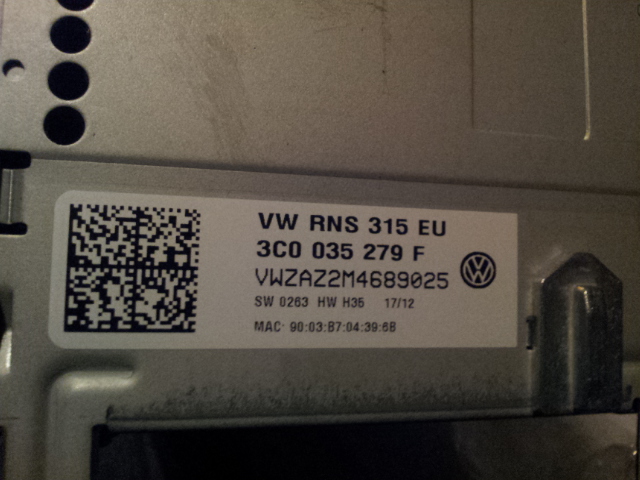 VW RNS 315 EU
3C0 035 279 F
VWZAZ2M4689025
SW 0263 HW H36 17/12
MAC: 90:03:B7:04:39:6B